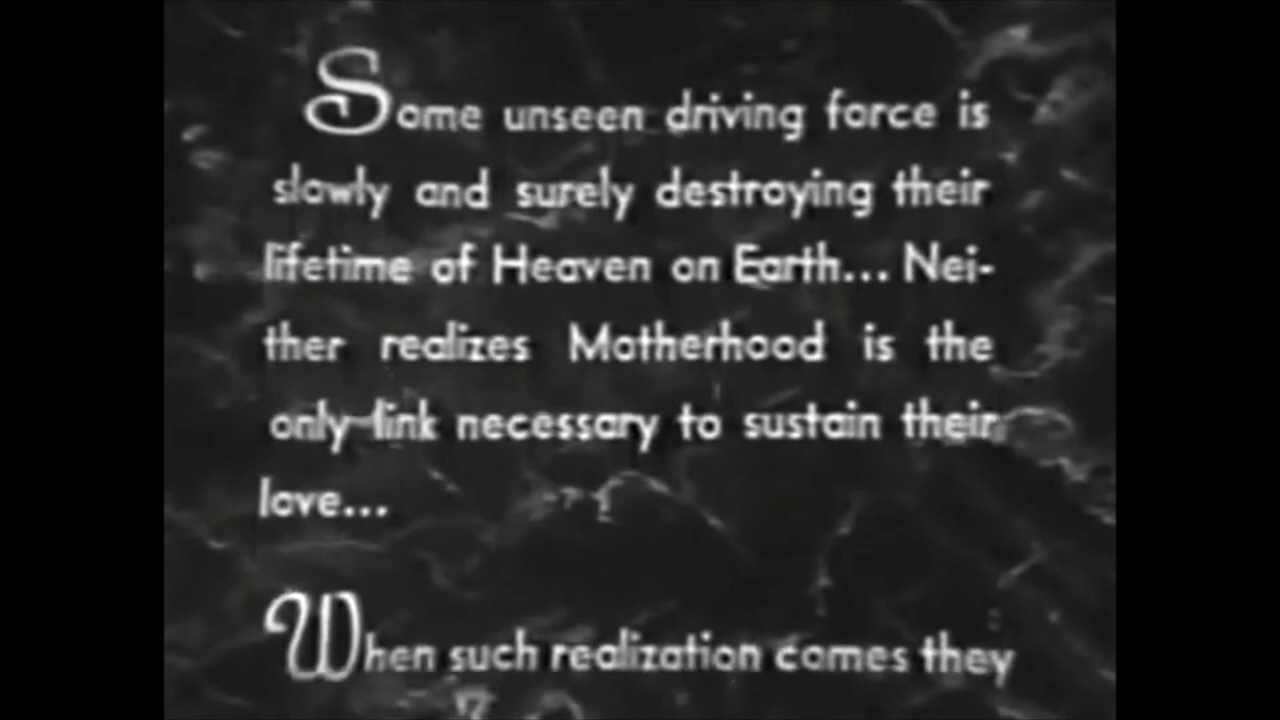 Some unseen driving force is
slowly and surely destroying their
lifetime of Heaven on Earth... Nei-
ther realizes Motherhood is the
only link necessary to sustain their
love...
When such realization comes they